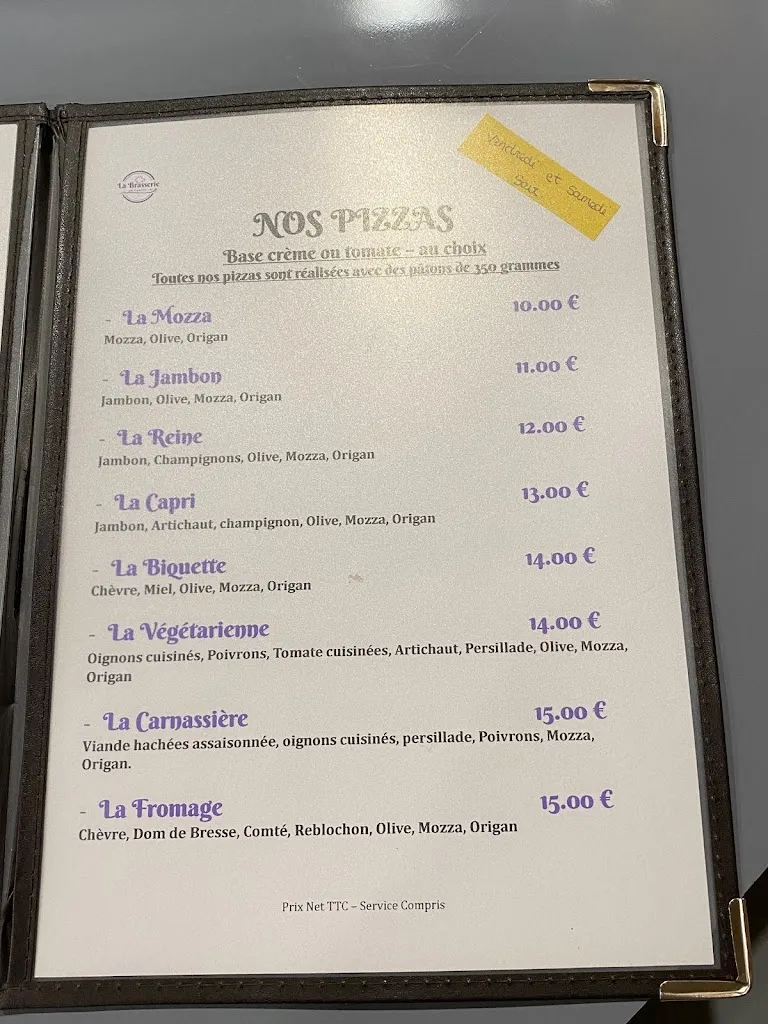 La Brasserie
Vendredi et Samedi
Soir
NOS PIZZAS
Base crème ou tomate – au choix
Toutes nos pizzas sont réalisées avec des pâtons de 350 grammes
- La Mozza 10.00 €
Mozza, Olive, Origan
- La Jambon 11.00 €
Jambon, Olive, Mozza, Origan
- La Reine 12.00 €
Jambon, Champignons, Olive, Mozza, Origan
- La Capri 13.00 €
Jambon, Artichaut, champignon, Olive, Mozza, Origan
- La Biquette 14.00 €
Chèvre, Miel, Olive, Mozza, Origan
- La Végétarienne 14.00 €
Oignons cuisinés, Poivrons, Tomate cuisinées, Artichaut, Persillade, Olive, Mozza,
Origan
- La Carnassière 15.00 €
Viande hachées assaisonnée, oignons cuisinés, persillade, Poivrons, Mozza,
Origan.
- La Fromage 15.00 €
Chèvre, Dom de Bresse, Comté, Reblochon, Olive, Mozza, Origan
Prix Net TTC – Service Compris